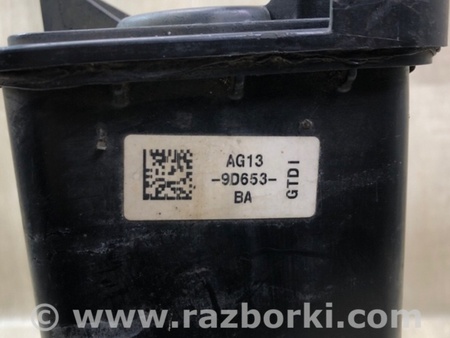 AG13
-9D653-
BA
GTDI
© www.razborki.com